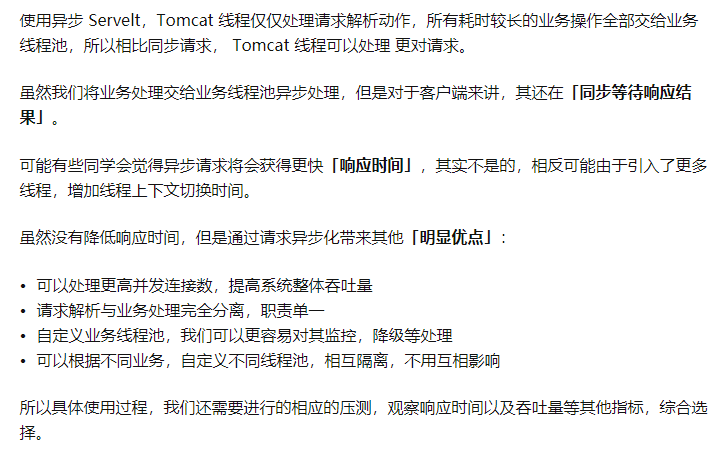 使用异步 Servelt，Tomcat 线程仅仅处理请求解析动作，所有耗时较长的业务操作全部交给业务
线程池，所以相比同步请求， Tomcat 线程可以处理 更对请求。
虽然我们将业务处理交给业务线程池异步处理，但是对于客户端来讲，其还在「同步等待响应结
果」。
可能有些同学会觉得异步请求将会获得更快「响应时间」，其实不是的，相反可能由于引入了更多
线程，增加线程上下文切换时间。
虽然没有降低响应时间，但是通过请求异步化带来其他「明显优点」：
• 可以处理更高并发连接数，提高系统整体吞吐量
• 请求解析与业务处理完全分离，职责单一
• 自定义业务线程池，我们可以更容易对其监控，降级等处理
• 可以根据不同业务，自定义不同线程池，相互隔离，不用互相影响
所以具体使用过程，我们还需要进行的相应的压测，观察响应时间以及吞吐量等其他指标，综合选
择。